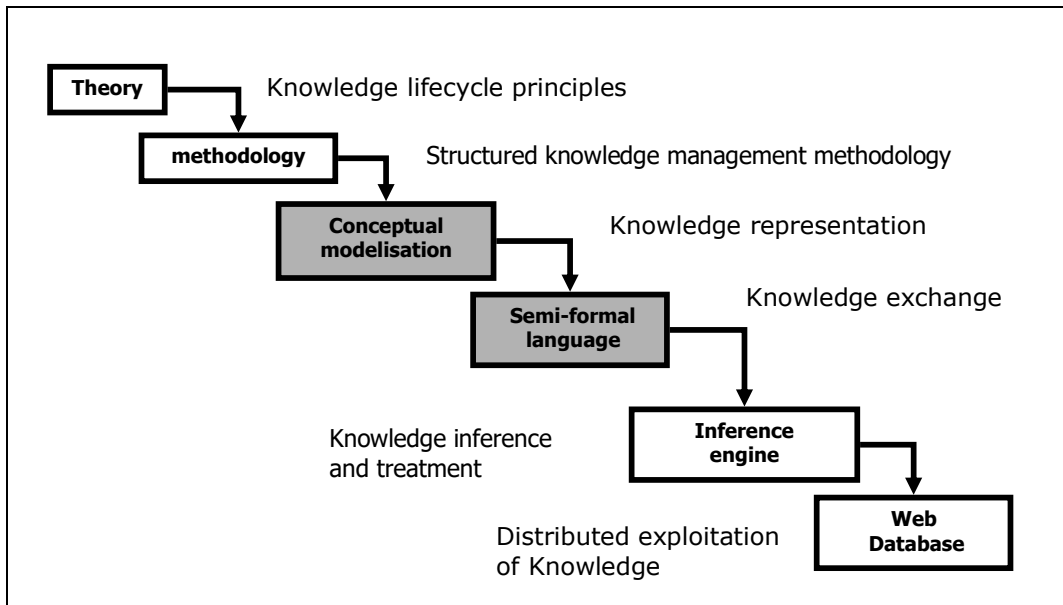 Theory
Knowledge lifecycle principles
methodology
Structured knowledge management methodology
Conceptual
modelisation
Knowledge representation
Semi-formal
language
Knowledge exchange
Inference
engine
Knowledge inference
and treatment
Web
Database
Distributed exploitation
of Knowledge